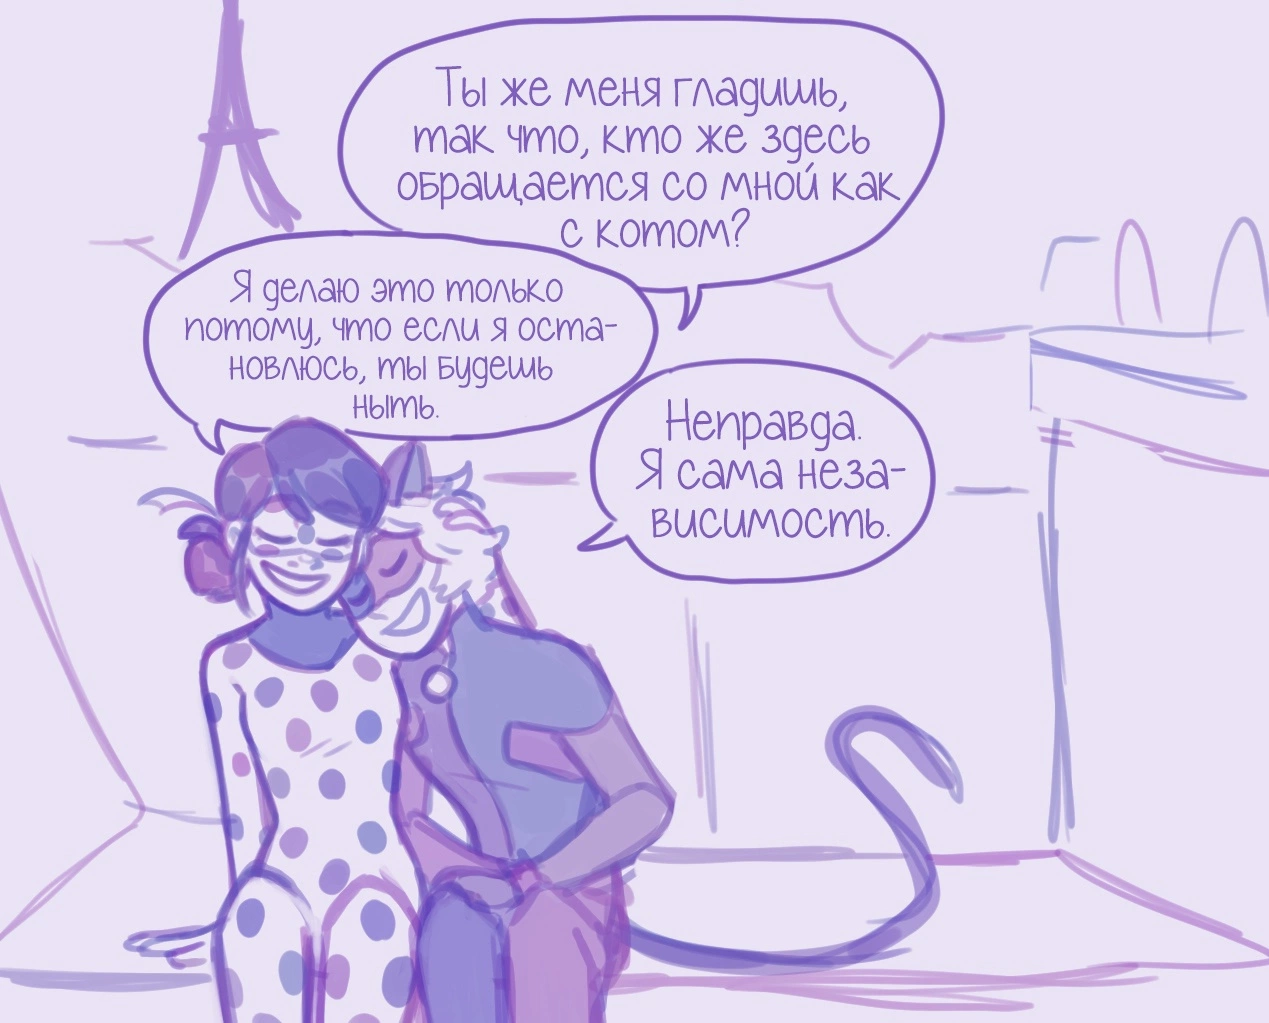 Ты же меня гладишь,
так что, кто же здесь
обращается со мной как
с котом?
Я делаю это только
потому, что если я оста-
новлюсь, ты будешь
ныть.
Неправда.
Я сама неза-
висимость.